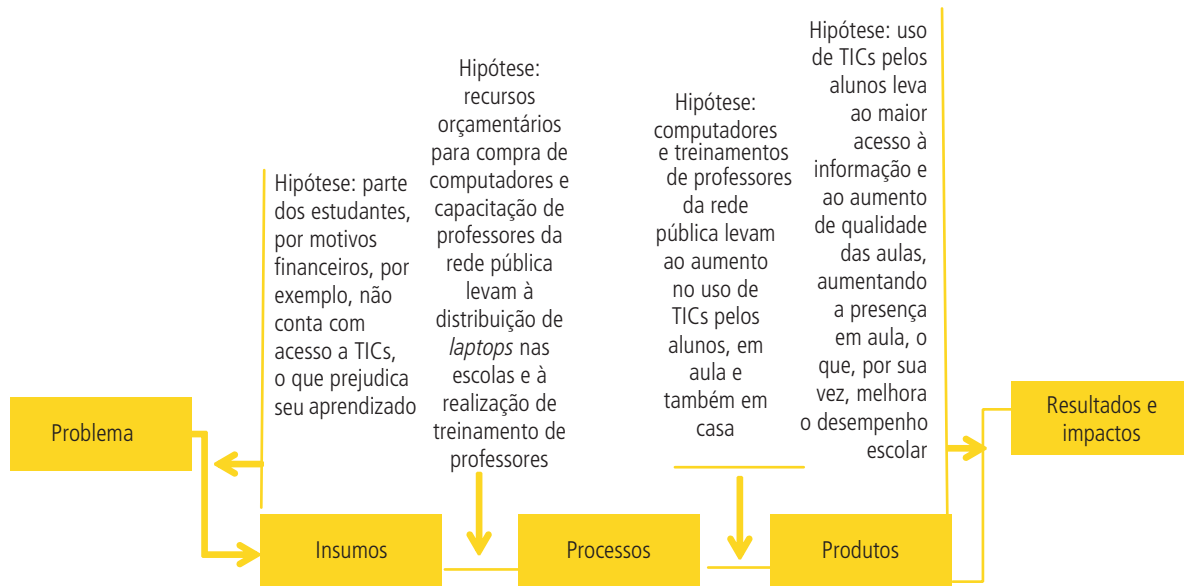 Problema
Hipótese: parte
dos estudantes,
por motivos
financeiros, por
exemplo, não
conta com
acesso a TICs,
o que prejudica
seu aprendizado
Insumos
Hipótese:
recursos
orçamentários
para compra de
computadores e
capacitação de
professores da
rede pública
levam à
distribuição de
laptops nas
escolas e à
realização de
treinamento de
professores
Processos
Hipótese:
computadores
e treinamentos
de professores
da rede
pública levam
ao aumento
no uso de
TICs pelos
alunos, em
aula e
também em
casa
Produtos
Hipótese: uso
de TICs pelos
alunos leva
ao maior
acesso à
informação e
ao aumento
de qualidade
das aulas,
aumentando
a presença
em aula, o
que, por sua
vez, melhora
o desempenho
escolar
Resultados e
impactos